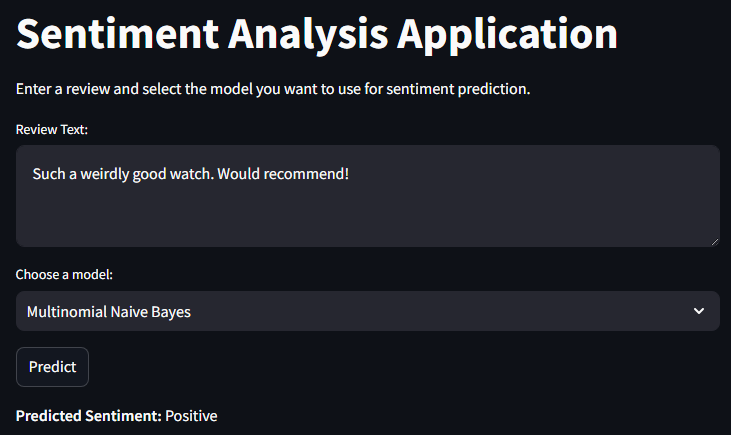 Sentiment Analysis Application
Enter a review and select the model you want to use for sentiment prediction.
Review Text:
Such a weirdly good watch. Would recommend!
Choose a model:
Multinomial Naive Bayes
Predict
Predicted Sentiment: Positive